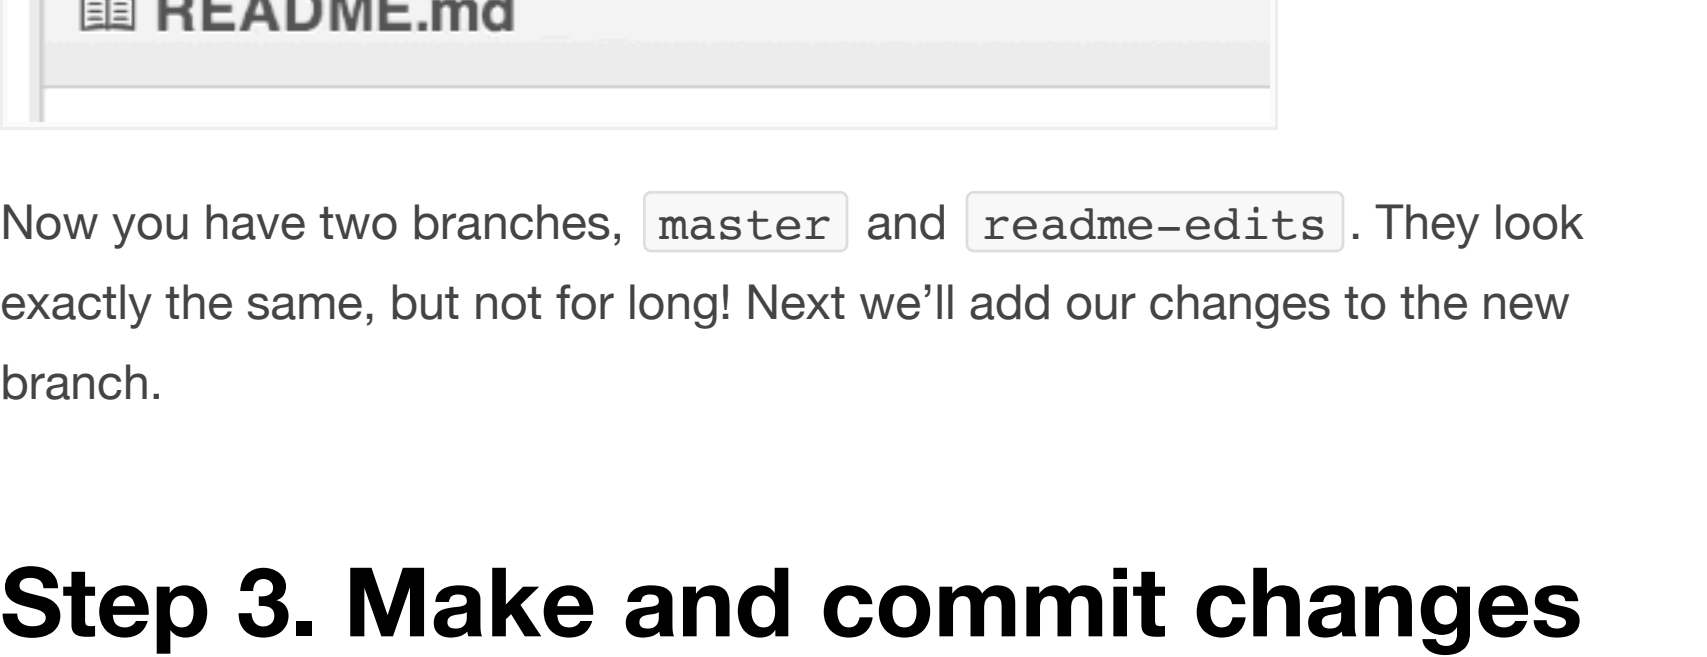 README.md
Now you have two branches, master and readme-edits. They look
exactly the same, but not for long! Next we’ll add our changes to the new
branch.
Step 3. Make and commit changes